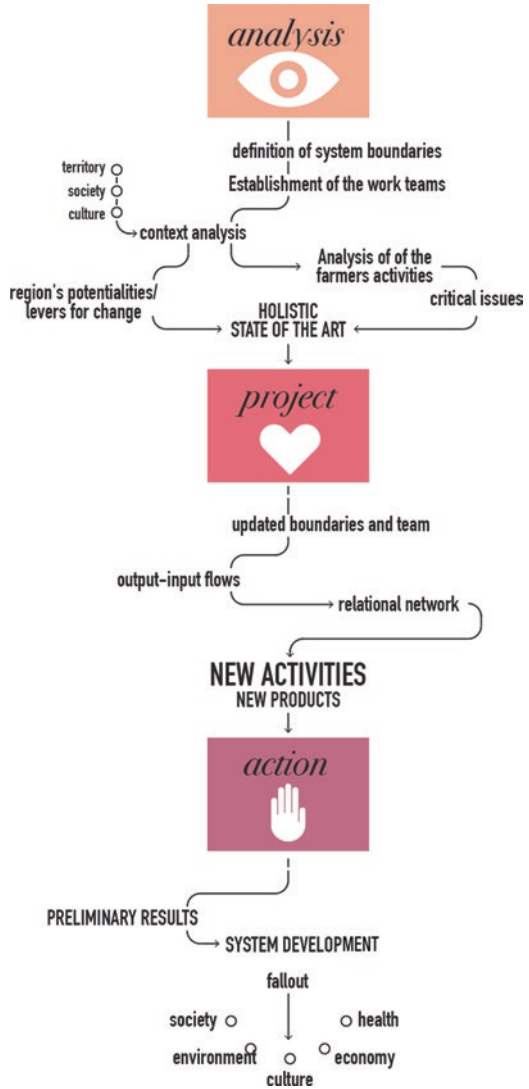 analysis
definition of system boundaries
Establishment of the work teams
territory
society
culture
context analysis
Analysis of of the
farmers activities
region's potentialities/
levers for change
critical issues
HOLISTIC
STATE OF THE ART
project
updated boundaries and team
output-input flows
relational network
NEW ACTIVITIES
NEW PRODUCTS
action
PRELIMINARY RESULTS
SYSTEM DEVELOPMENT
fallout
society
health
environment
economy
culture